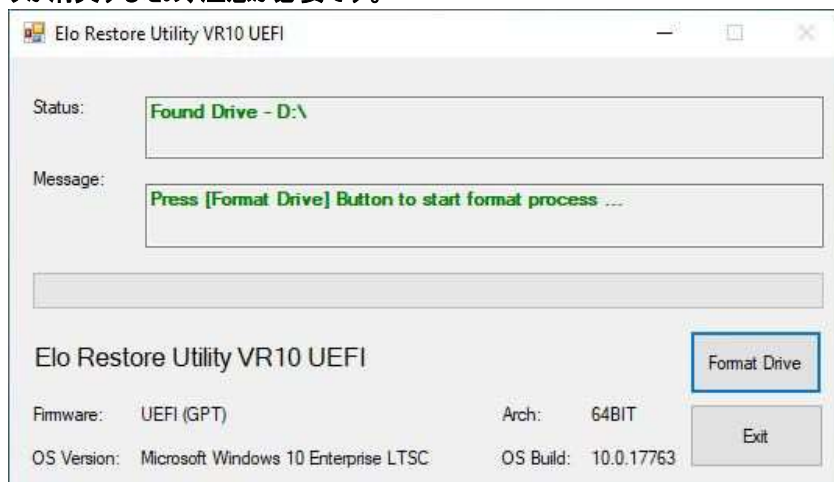 Elo Restore Utility VR10 UEFI
Status:
Found Drive - D:\
Message:
Press [Format Drive] Button to start format process ...
Elo Restore Utility VR10 UEFI
Format Drive
Firmware: UEFI (GPT) Arch: 64BIT
Exit
OS Version: Microsoft Windows 10 Enterprise LTSC OS Build: 10.0.17763